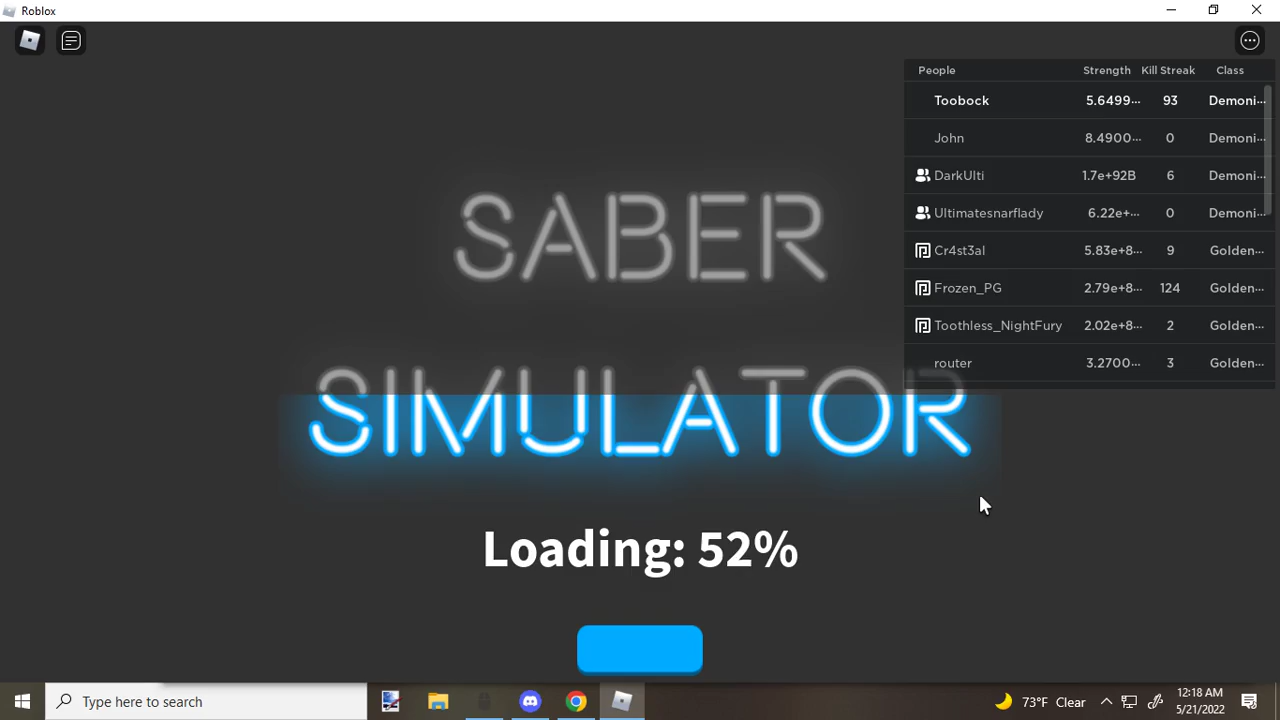 Roblox
People Strength Kill Streak Class
Toobock 5.6499... 93 Demoni...
John 8.4900... 0 Demoni...
DarkUlti 1.7e+92B 6 Demoni...
Ultimatesnarflady 6.22e+... 0 Demoni...
Cr4st3al 5.83e+8... 9 Golden...
Frozen_PG 2.79e+8... 124 Golden...
Toothless_NightFury 2.02e+8... 2 Golden...
router 3.2700... 3 Golden...
SABER
SIMULATOR
Loading: 52%
Type here to search
73°F Clear
12:18 AM
5/21/2022